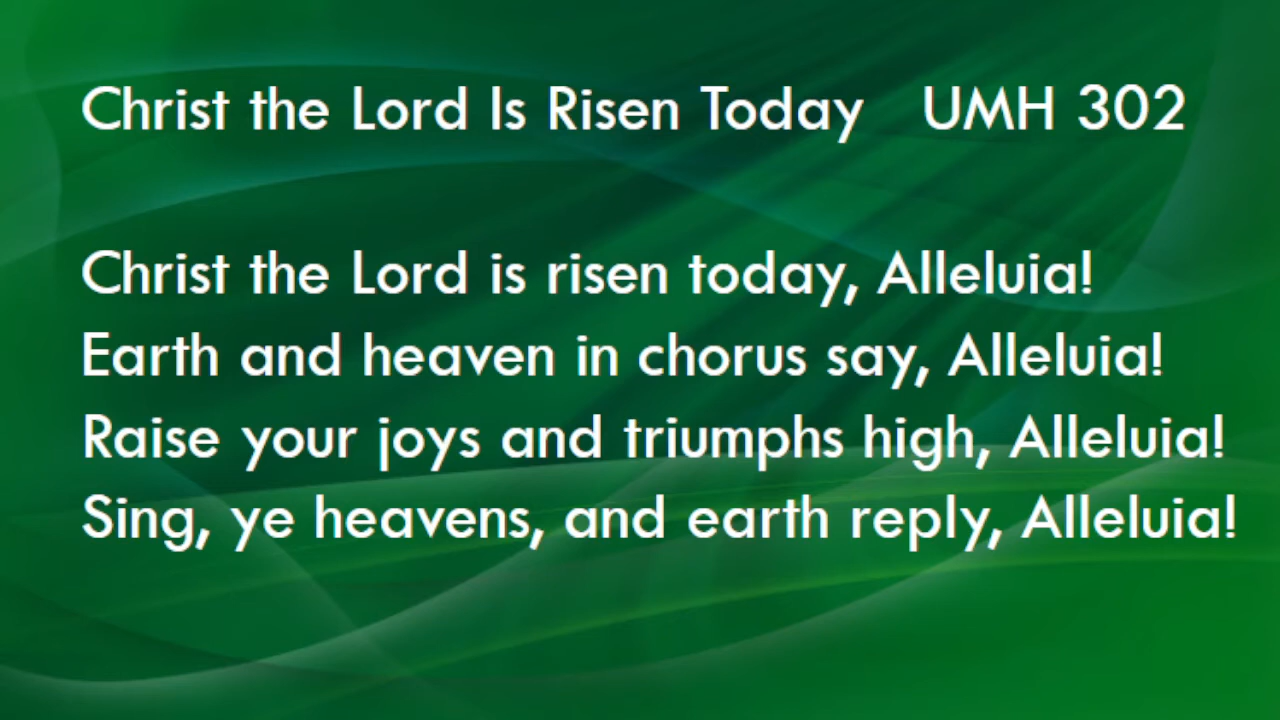 Christ the Lord Is Risen Today UMH 302
Christ the Lord is risen today, Alleluia!
Earth and heaven in chorus say, Alleluia!
Raise your joys and triumphs high, Alleluia!
Sing, ye heavens, and earth reply, Alleluia!